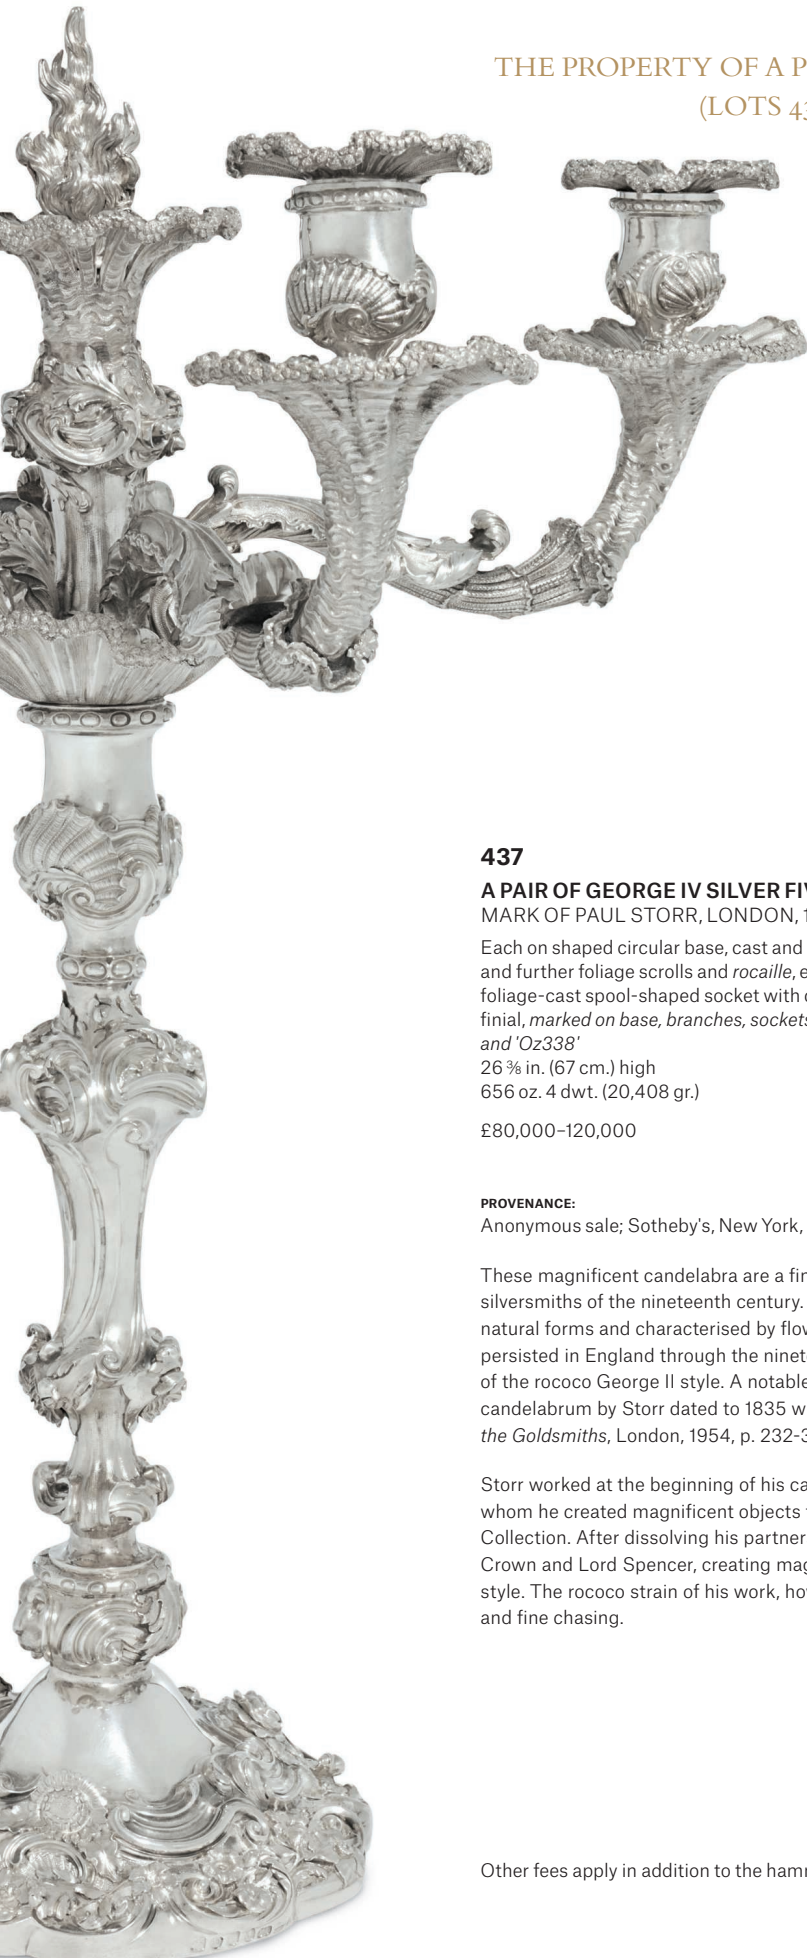 THE PROPERTY OF A P
(LOTS 43
437
A PAIR OF GEORGE IV SILVER FIV
MARK OF PAUL STORR, LONDON, 1
Each on shaped circular base, cast and
and further foliage scrolls and rocaille, e
foliage-cast spool-shaped socket with
finial, marked on base, branches, sockets
and 'Oz338'
26 ⅜ in. (67 cm.) high
656 oz. 4 dwt. (20,408 gr.)
£80,000–120,000
PROVENANCE:
Anonymous sale; Sotheby's, New York,
These magnificent candelabra are a fin
silversmiths of the nineteenth century.
natural forms and characterised by flow
persisted in England through the ninet
of the rococo George II style. A notable
candelabrum by Storr dated to 1835 w
the Goldsmiths, London, 1954, p. 232-3
Storr worked at the beginning of his ca
whom he created magnificent objects
Collection. After dissolving his partner
Crown and Lord Spencer, creating mag
style. The rococo strain of his work, ho
and fine chasing.
Other fees apply in addition to the ham